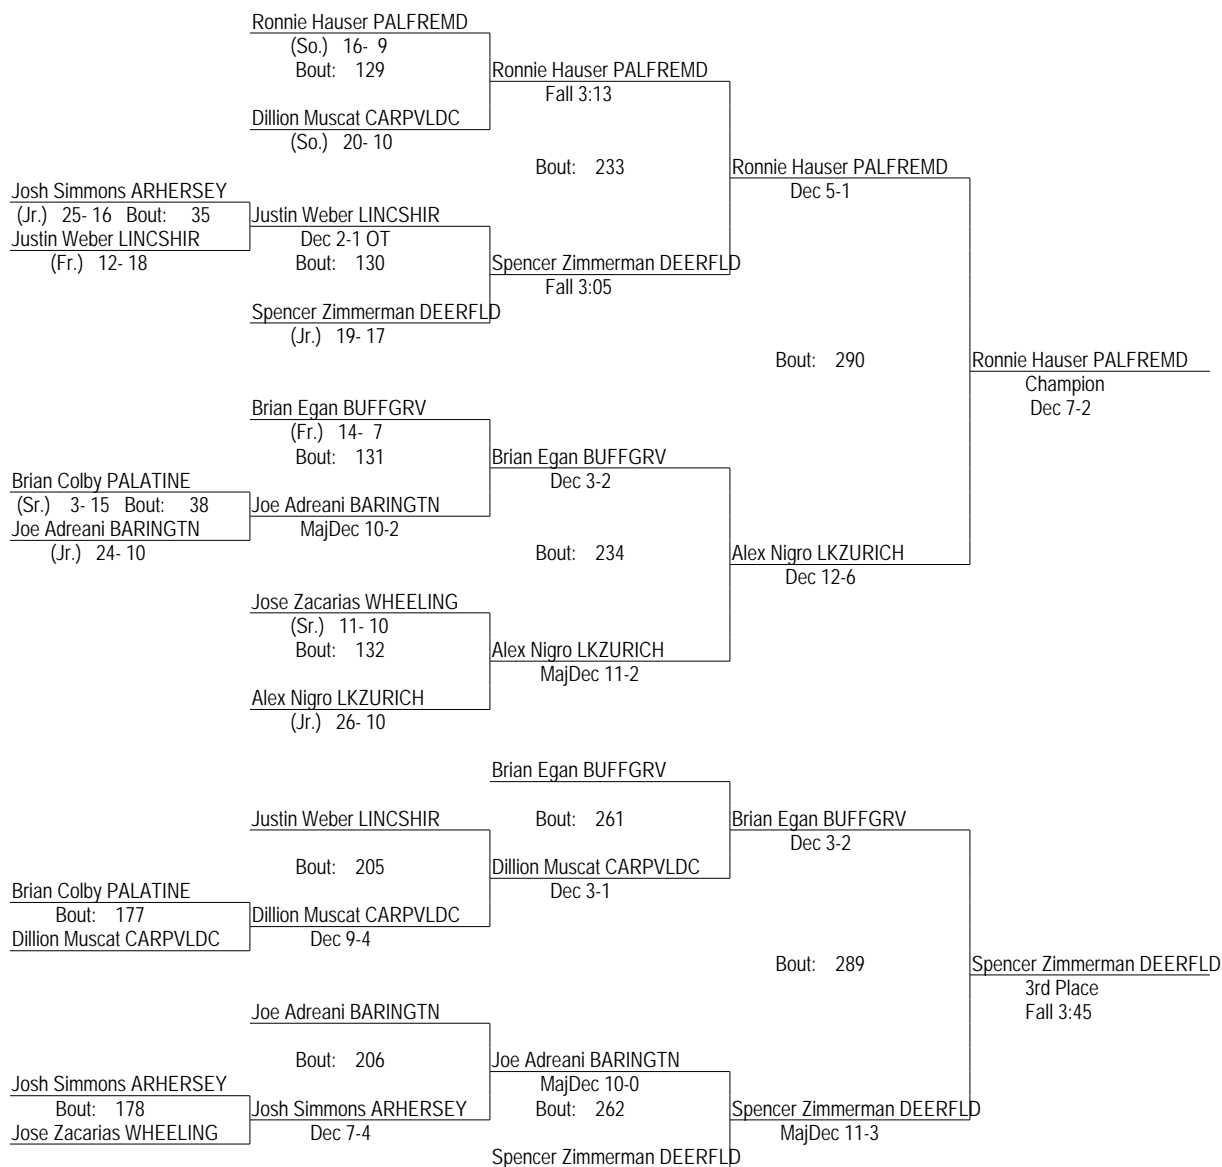 Ronnie Hauser PALFREMD
(So.) 16- 9
Bout: 129
Ronnie Hauser PALFREMD
Fall 3:13
Dillion Muscat CARPVLDC
(So.) 20- 10
Bout: 233
Ronnie Hauser PALFREMD
Dec 5-1
Josh Simmons ARHERSEY
(Jr.) 25- 16 Bout: 35
Justin Weber LINCSHIR
(Fr.) 12- 18
Justin Weber LINCSHIR
Dec 2-1 OT
Bout: 130
Spencer Zimmerman DEERFLD
Fall 3:05
Spencer Zimmerman DEERFLD
(Jr.) 19- 17
Bout: 290
Ronnie Hauser PALFREMD
Champion
Dec 7-2
Brian Egan BUFFGRV
(Fr.) 14- 7
Bout: 131
Brian Egan BUFFGRV
Dec 3-2
Brian Colby PALATINE
(Sr.) 3- 15 Bout: 38
Joe Adreani BARINGTN
(Jr.) 24- 10
Joe Adreani BARINGTN
MajDec 10-2
Bout: 234
Alex Nigro LKZURICH
Dec 12-6
Jose Zacarias WHEELING
(Sr.) 11- 10
Bout: 132
Alex Nigro LKZURICH
MajDec 11-2
Alex Nigro LKZURICH
(Jr.) 26- 10
Brian Egan BUFFGRV
Bout: 261
Brian Egan BUFFGRV
Dec 3-2
Justin Weber LINCSHIR
Bout: 205
Dillion Muscat CARPVLDC
Dec 3-1
Brian Colby PALATINE
Bout: 177
Dillion Muscat CARPVLDC
Dillion Muscat CARPVLDC
Dec 9-4
Bout: 289
Spencer Zimmerman DEERFLD
3rd Place
Fall 3:45
Joe Adreani BARINGTN
Bout: 206
Joe Adreani BARINGTN
MajDec 10-0
Bout: 262
Josh Simmons ARHERSEY
Bout: 178
Jose Zacarias WHEELING
Josh Simmons ARHERSEY
Dec 7-4
Spencer Zimmerman DEERFLD
MajDec 11-3
Spencer Zimmerman DEERFLD